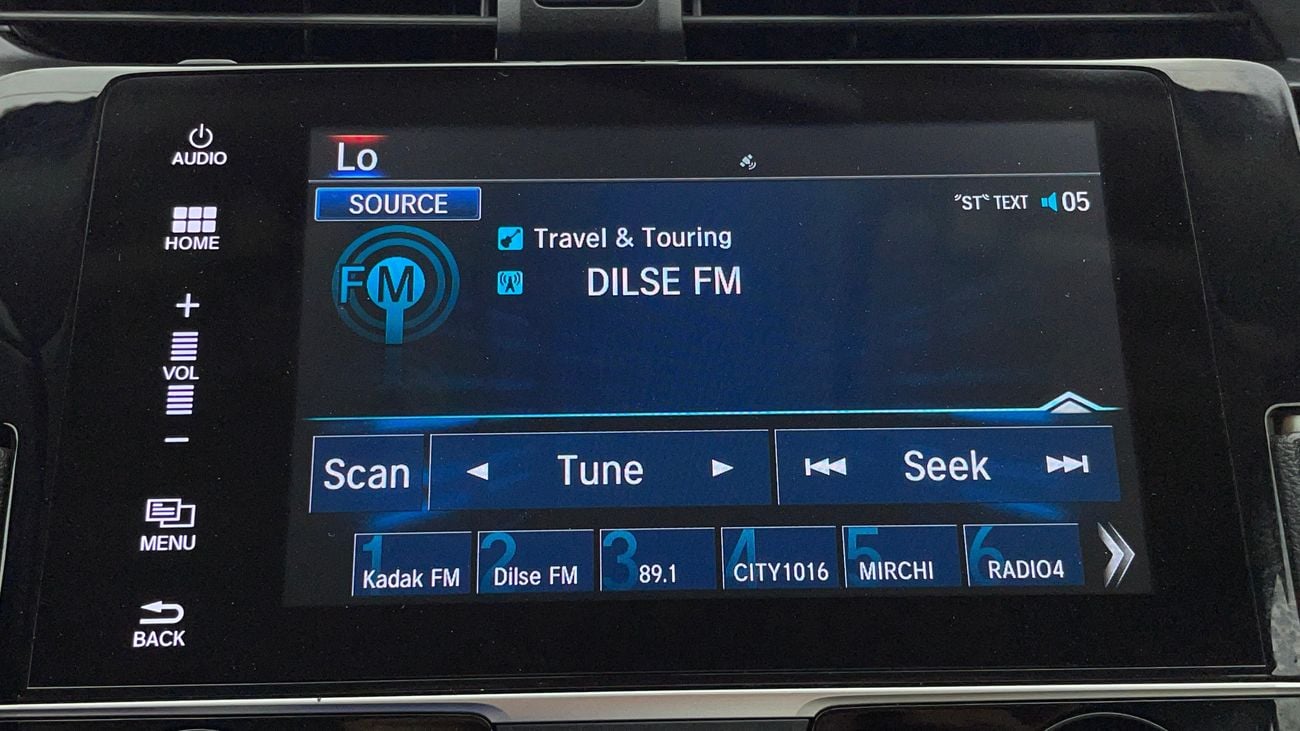 AUDIO
HOME
+
VOL
−
MENU
BACK
Lo
SOURCE
"ST" TEXT 05
FM
Travel & Touring
DILSE FM
Scan
Tune
Seek
1 Kadak FM
2 Dilse FM
3 89.1
4 CITY1016
5 MIRCHI
6 RADIO4